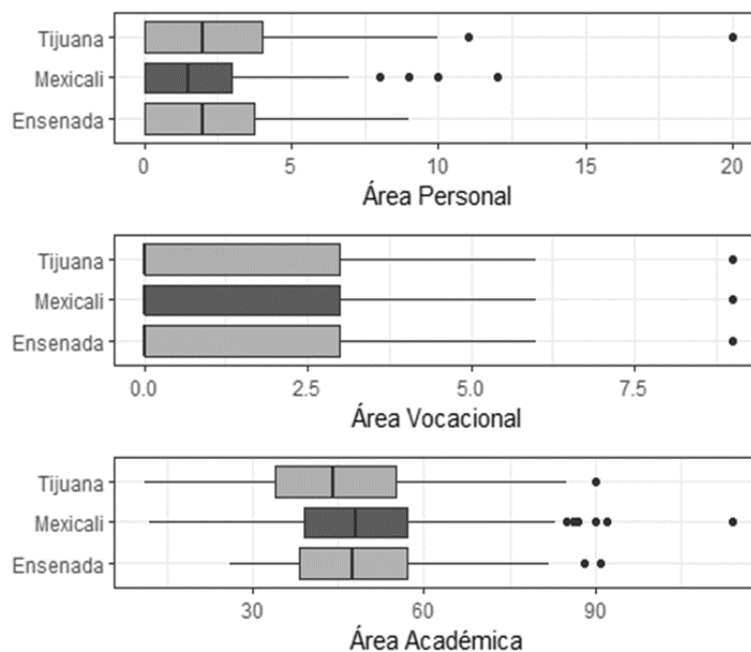 Tijuana
Mexicali
Ensenada
0 5 10 15 20
Área Personal
Tijuana
Mexicali
Ensenada
0.0 2.5 5.0 7.5
Área Vocacional
Tijuana
Mexicali
Ensenada
30 60 90
Área Académica